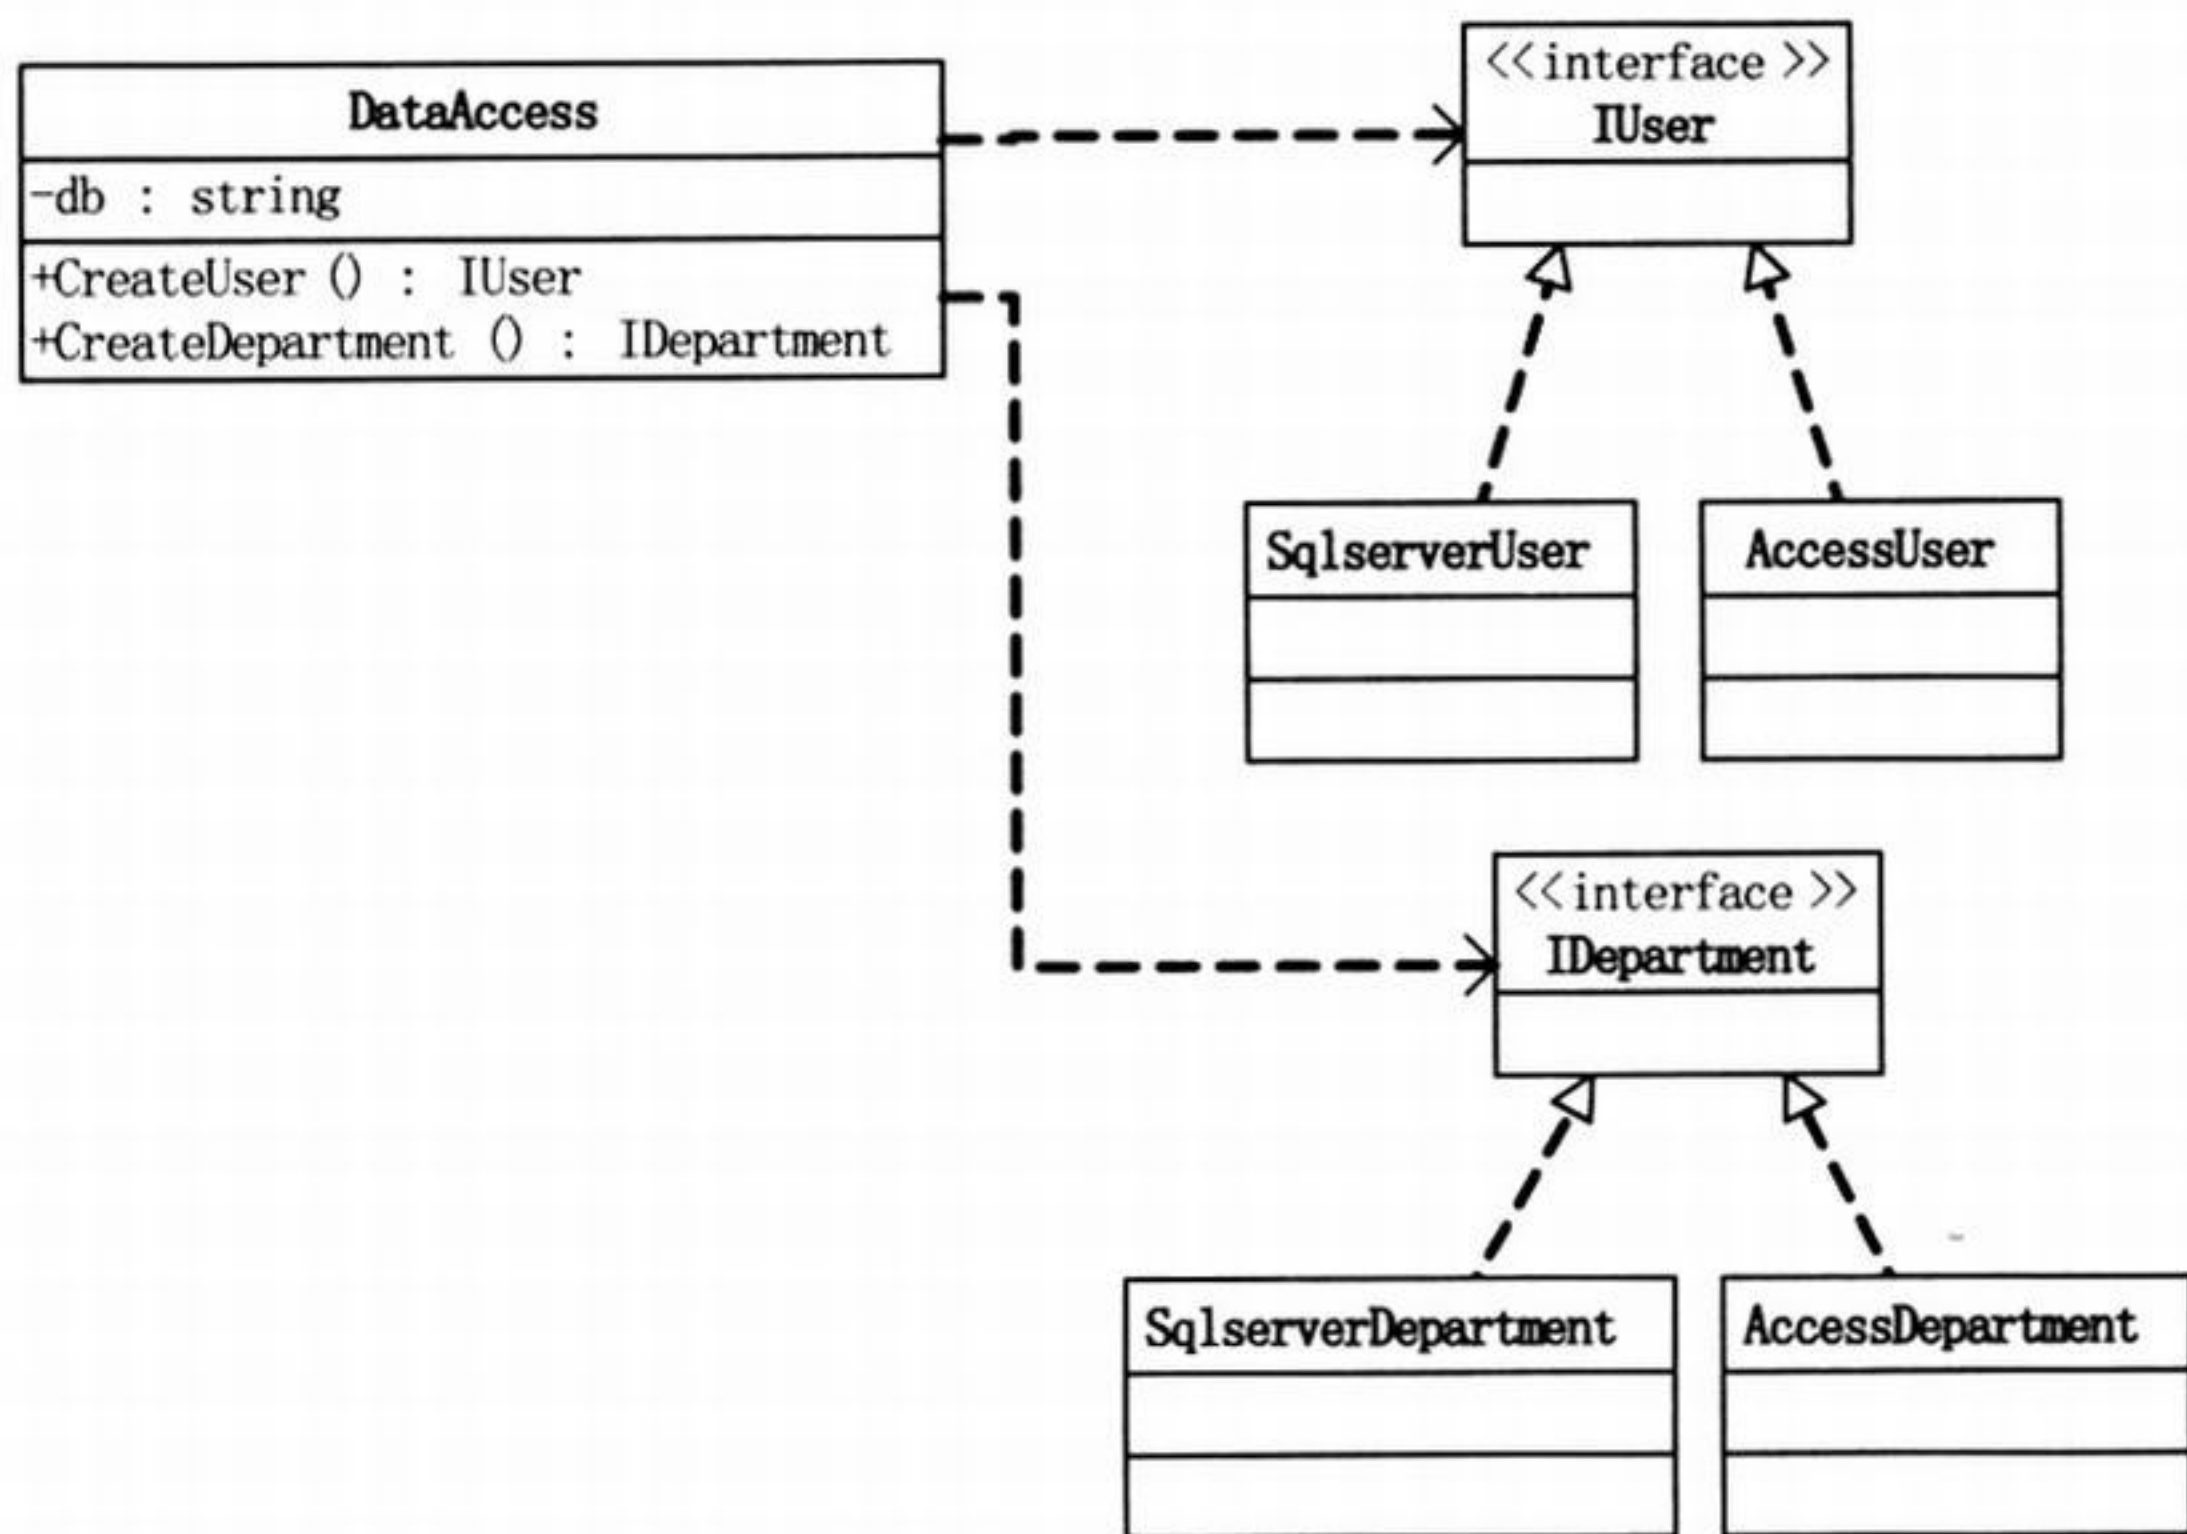 DataAccess
-db : string
+CreateUser () : IUser
+CreateDepartment () : IDepartment
<<interface >>
IUser
SqlserverUser
AccessUser
<<interface >>
IDepartment
SqlserverDepartment
AccessDepartment